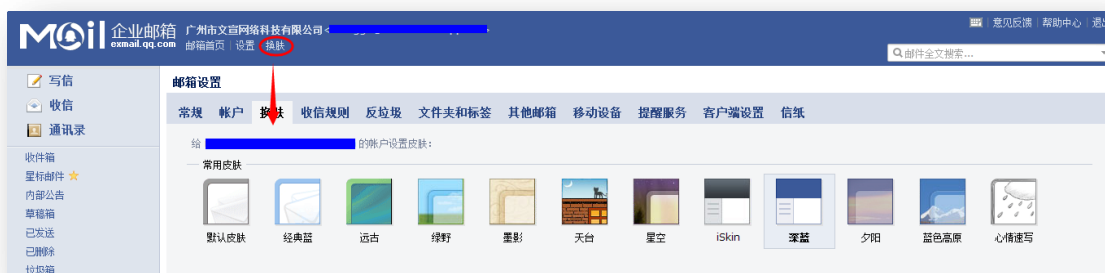 Mail 企业邮箱 exmail.qq.com
广州市文宣网络科技有限公司<
邮箱首页 | 设置 | 换肤
意见反馈 | 帮助中心 |
邮件全文搜索...
写信
收信
通讯录
收件箱
星标邮件
内部公告
草稿箱
已发送
已删除
垃圾箱
邮箱设置
常规 帐户 换肤 收信规则 反垃圾 文件夹和标签 其他邮箱 移动设备 提醒服务 客户端设置 信纸
给 的帐户设置皮肤:
常用皮肤
默认皮肤 经典蓝 远古 绿野 墨影 天台 星空 iSkin 深蓝 夕阳 蓝色高原 心情速写